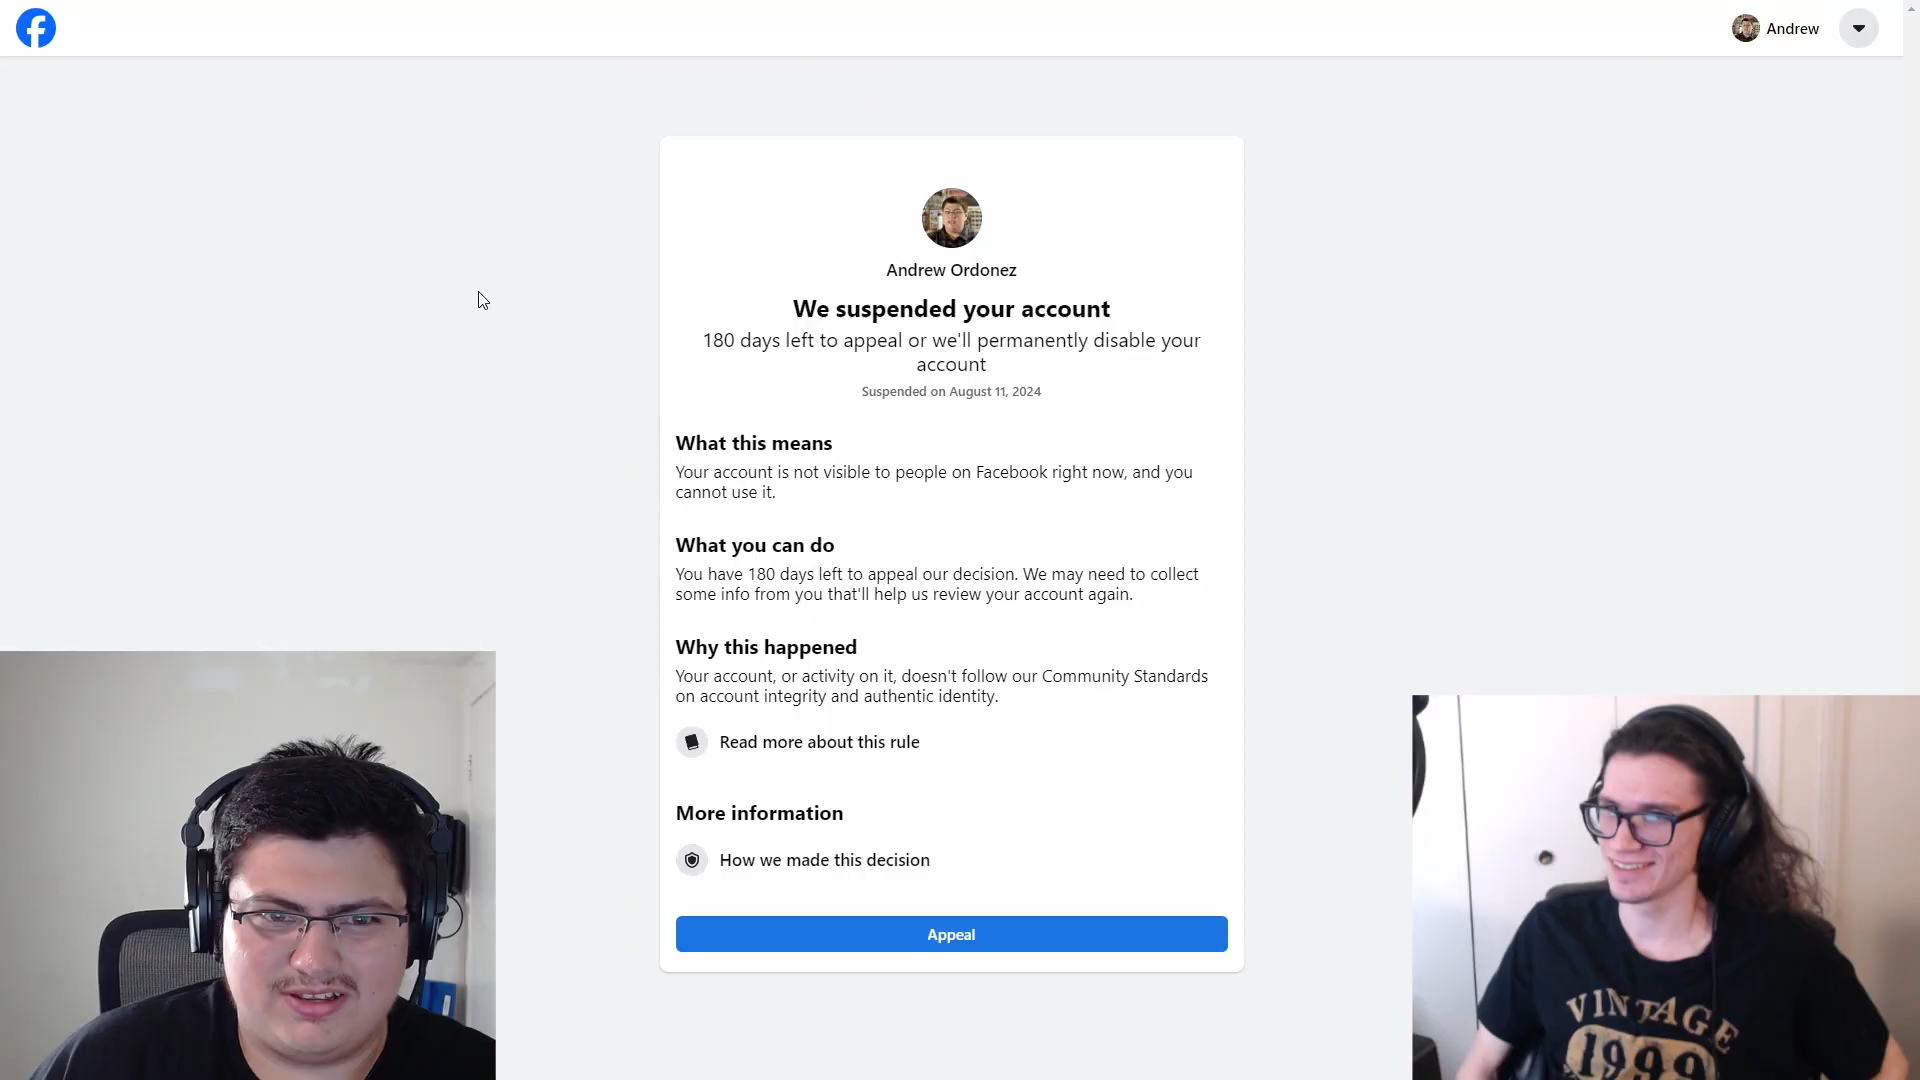 Andrew
Andrew Ordonez
We suspended your account
180 days left to appeal or we'll permanently disable your
account
Suspended on August 11, 2024
What this means
Your account is not visible to people on Facebook right now, and you
cannot use it.
What you can do
You have 180 days left to appeal our decision. We may need to collect
some info from you that'll help us review your account again.
Why this happened
Your account, or activity on it, doesn't follow our Community Standards
on account integrity and authentic identity.
Read more about this rule
More information
How we made this decision
Appeal
VINTAGE
1999